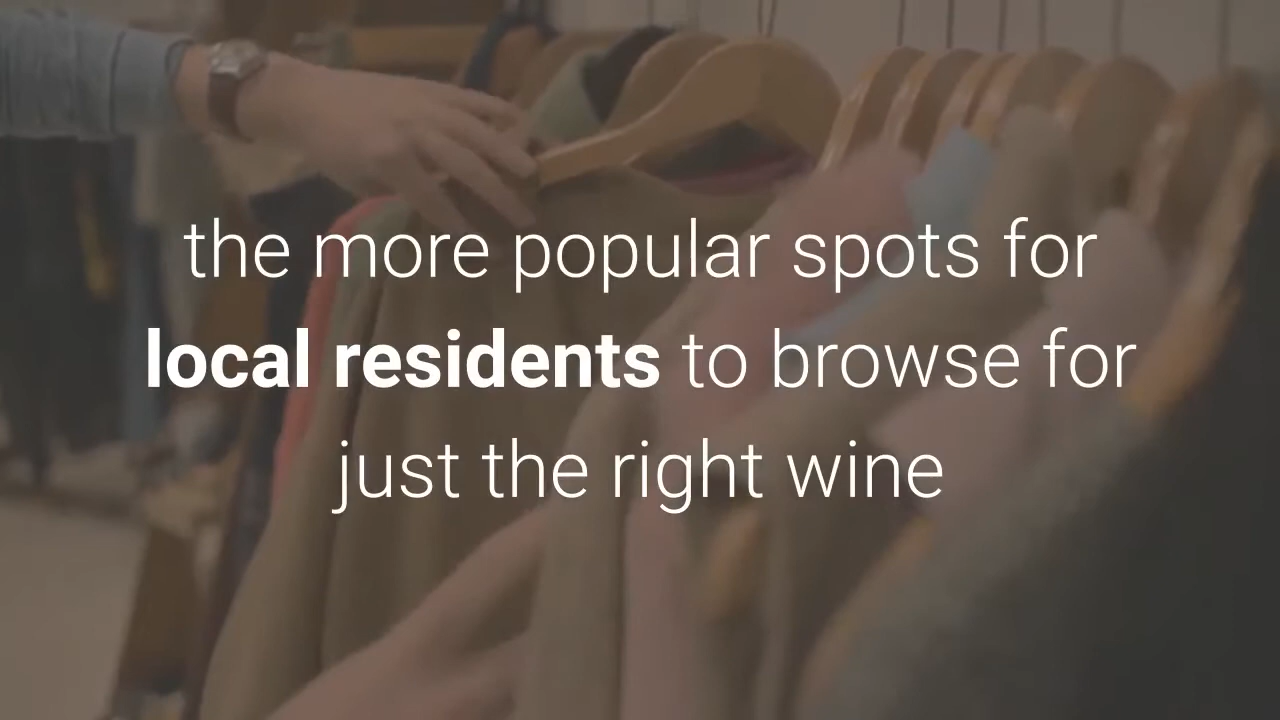 the more popular spots for
local residents to browse for
just the right wine